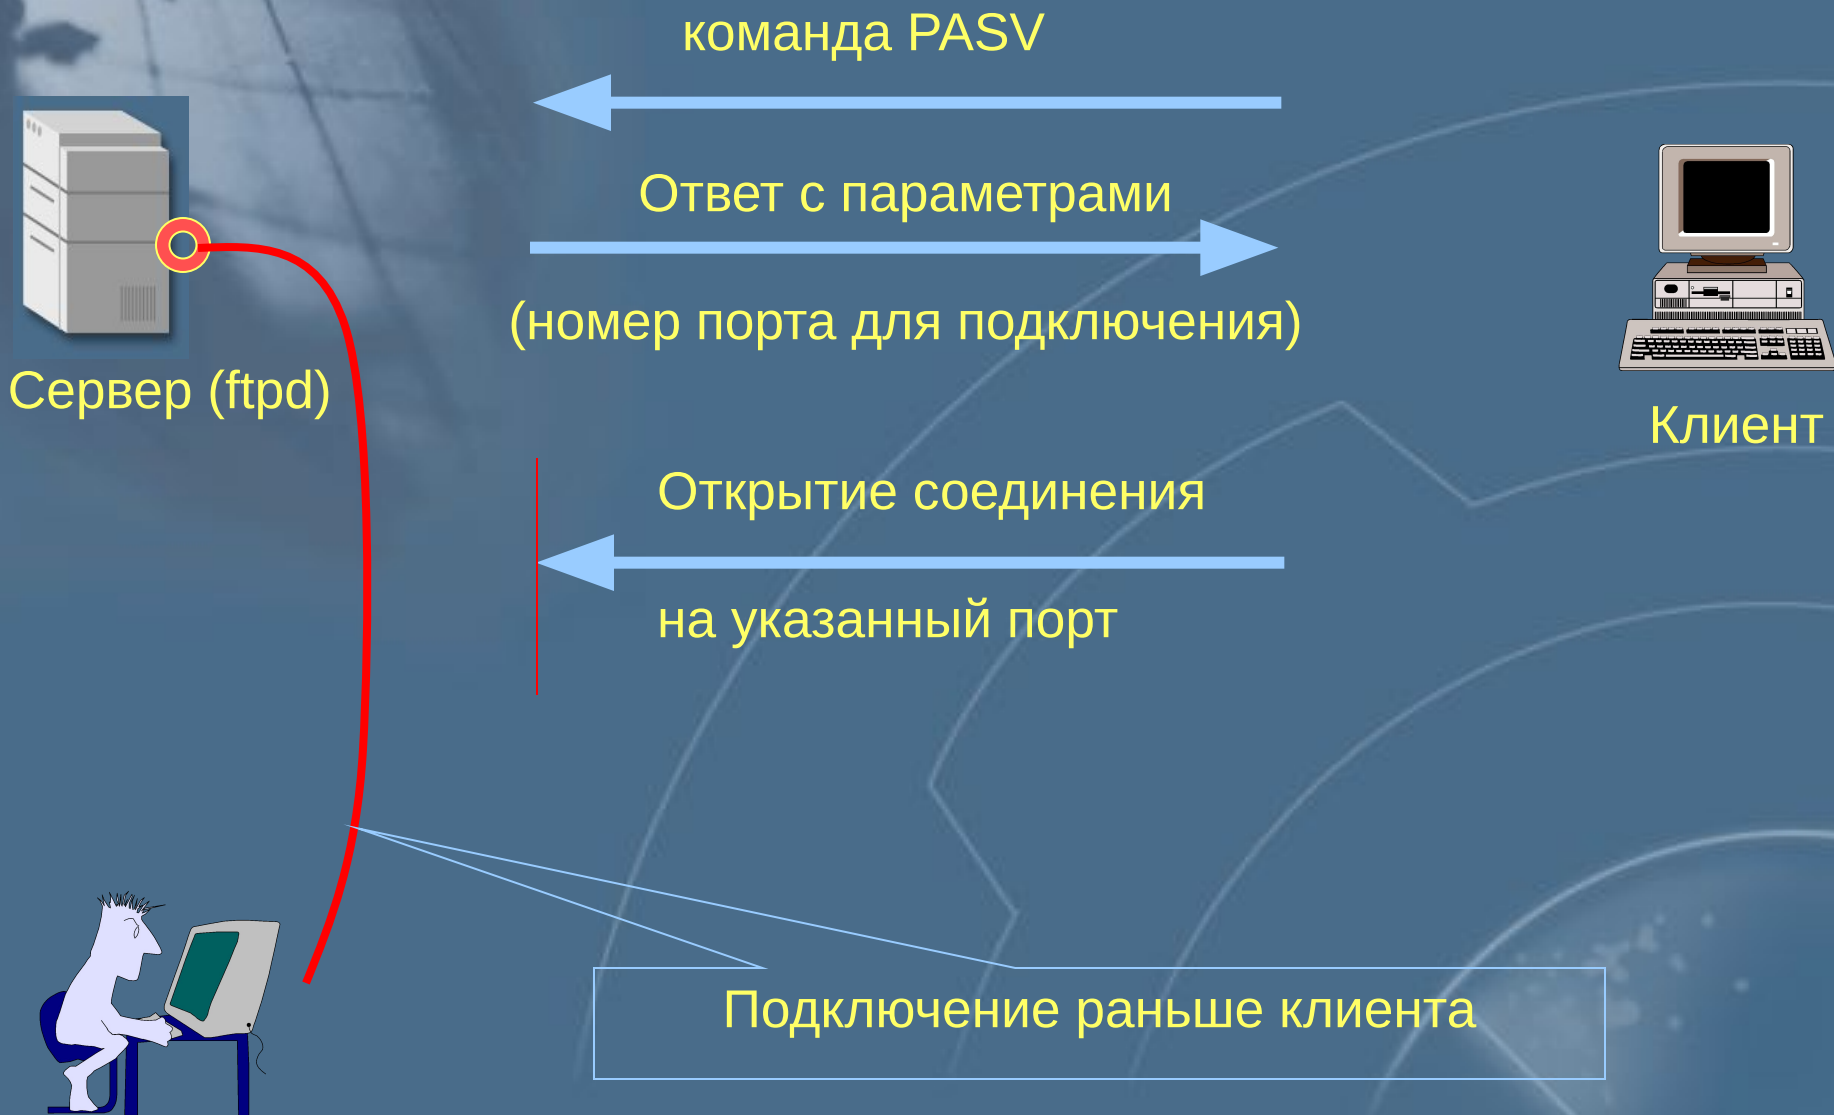 команда PASV
Ответ с параметрами
(номер порта для подключения)
Сервер (ftpd)
Клиент
Открытие соединения
на указанный порт
Подключение раньше клиента